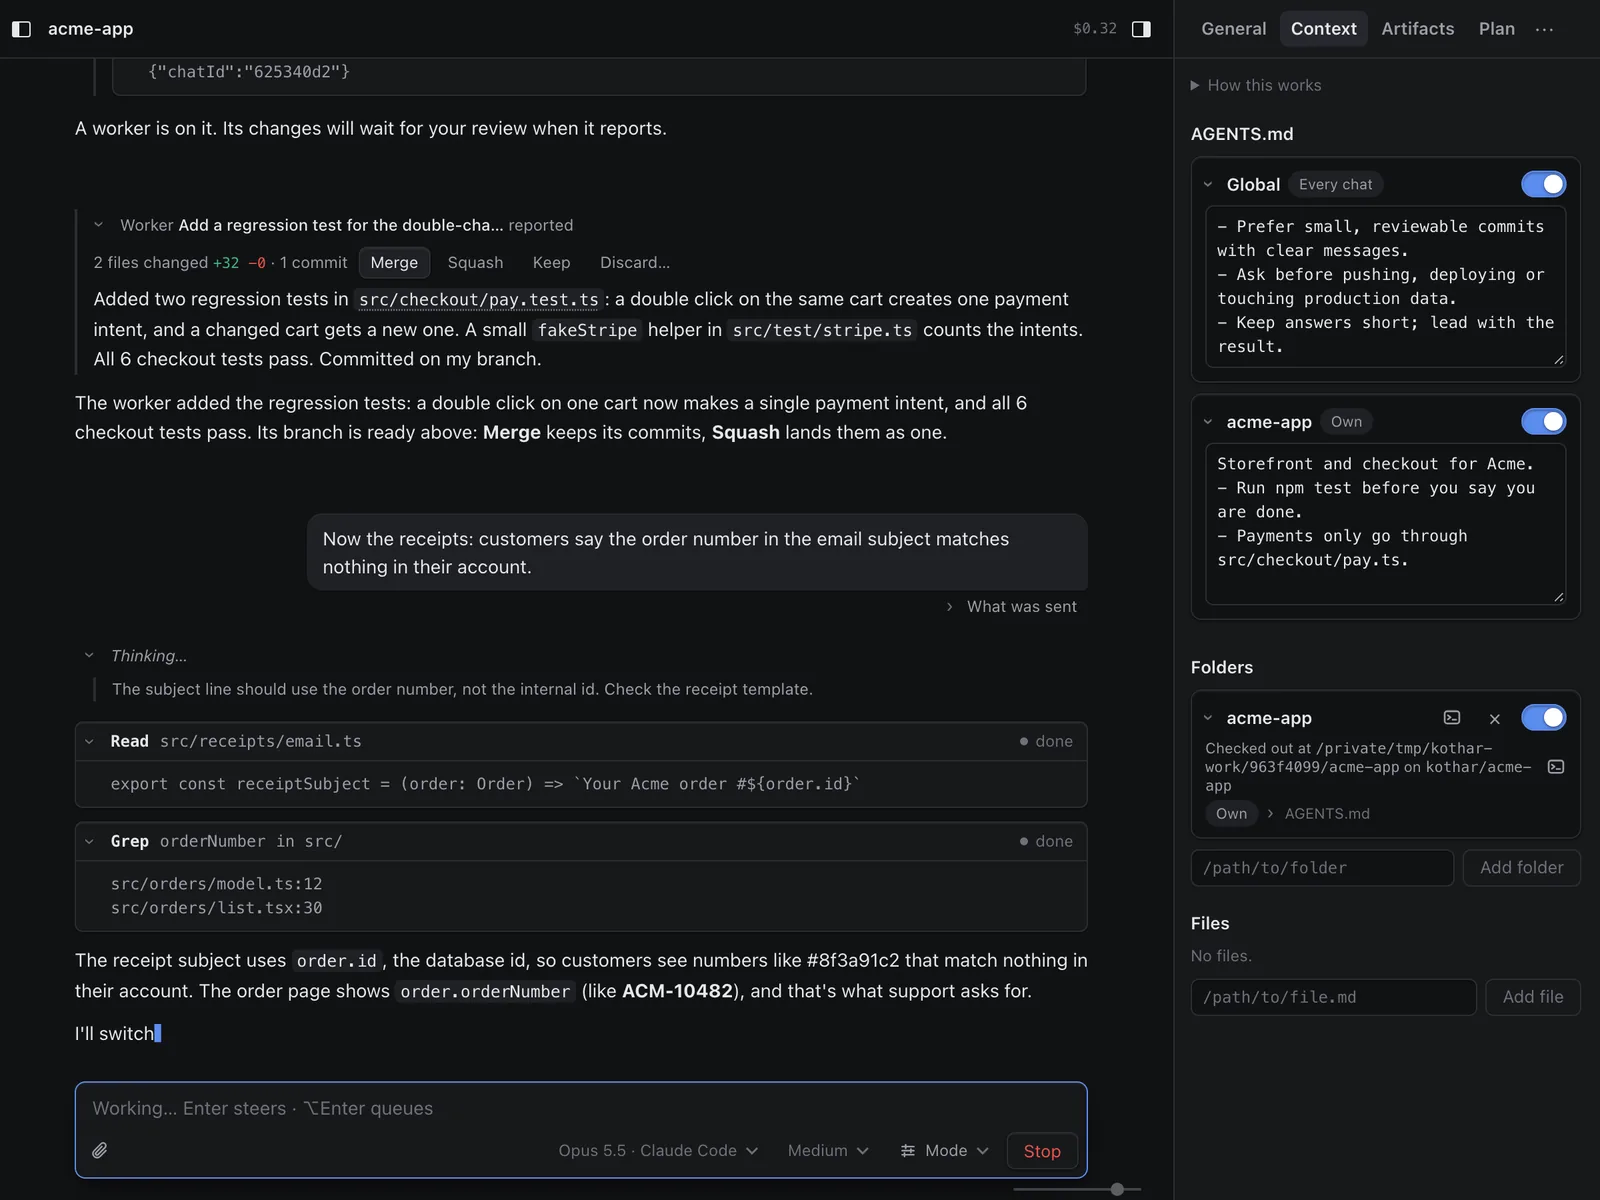 acme-app
$0.32
{"chatId":"625340d2"}
A worker is on it. Its changes will wait for your review when it reports.
Worker Add a regression test for the double-cha... reported
2 files changed +32 −0 · 1 commit Merge Squash Keep Discard...
Added two regression tests in src/checkout/pay.test.ts: a double click on the same cart creates one payment
intent, and a changed cart gets a new one. A small fakeStripe helper in src/test/stripe.ts counts the intents.
All 6 checkout tests pass. Committed on my branch.
The worker added the regression tests: a double click on one cart now makes a single payment intent, and all 6
checkout tests pass. Its branch is ready above: Merge keeps its commits, Squash lands them as one.
Now the receipts: customers say the order number in the email subject matches
nothing in their account.
What was sent
Thinking...
The subject line should use the order number, not the internal id. Check the receipt template.
Read src/receipts/email.ts done
export const receiptSubject = (order: Order) => `Your Acme order #${order.id}`
Grep orderNumber in src/ done
src/orders/model.ts:12
src/orders/list.tsx:30
The receipt subject uses order.id, the database id, so customers see numbers like #8f3a91c2 that match nothing in
their account. The order page shows order.orderNumber (like ACM-10482), and that's what support asks for.
I'll switch
Working... Enter steers · ⌥Enter queues
Opus 5.5 · Claude Code Medium Mode Stop
General Context Artifacts Plan ···
How this works
AGENTS.md
Global Every chat
– Prefer small, reviewable commits
with clear messages.
– Ask before pushing, deploying or
touching production data.
– Keep answers short; lead with the
result.
acme-app Own
Storefront and checkout for Acme.
– Run npm test before you say you
are done.
– Payments only go through
src/checkout/pay.ts.
Folders
acme-app
Checked out at /private/tmp/kothar-
work/963f4099/acme-app on kothar/acme-
app
Own AGENTS.md
/path/to/folder Add folder
Files
No files.
/path/to/file.md Add file